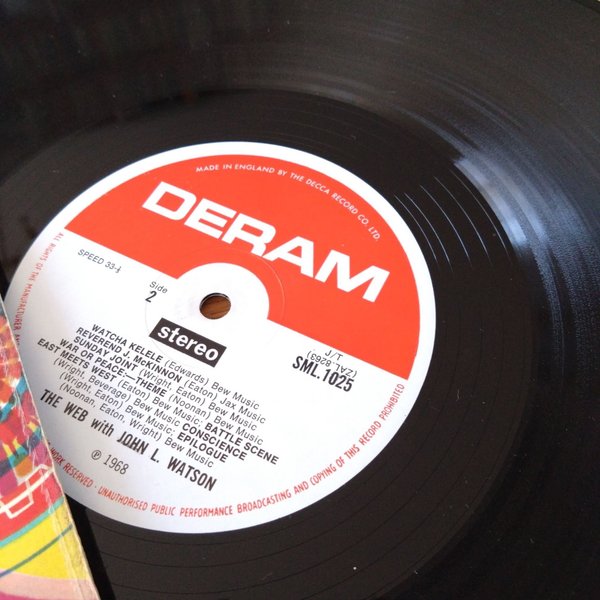 MADE IN ENGLAND BY THE DECCA RECORD CO. LTD.
DERAM
SPEED 33⅓
Side
2
stereo
(ZAL.8263)
T/T
SML.1025
WATCHA KELELE (Edwards) Bew Music
REVEREND J. McKINNON (Eaton) Jax Music
SUNDAY JOINT (Wright, Eaton) Bew Music
WAR OR PEACE:—THEME (Noonan) Bew Music
EAST MEETS WEST (Eaton) Bew Music; BATTLE SCENE
(Wright, Beverage) Bew Music; CONSCIENCE
(Wright, Eaton) Bew Music; EPILOGUE
(Noonan, Eaton, Wright) Bew Music
THE WEB with JOHN L. WATSON
℗ 1968
ALL RIGHTS OF THE MANUFACTURER AN
WORK RESERVED · UNAUTHORISED PUBLIC PERFORMANCE BROADCASTING AND COPYING OF THIS RECORD PROHIBITED